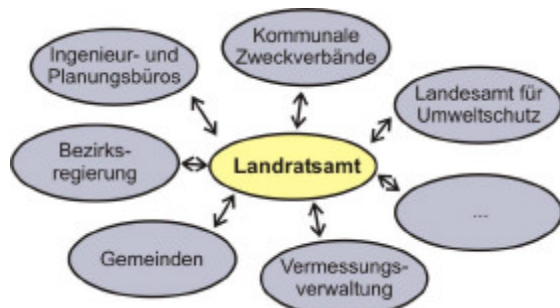 Kommunale
Zweckverbände
Ingenieur- und
Planungsbüros
Landesamt für
Umweltschutz
Bezirks-
regierung
Landratsamt
...
Gemeinden
Vermessungs-
verwaltung